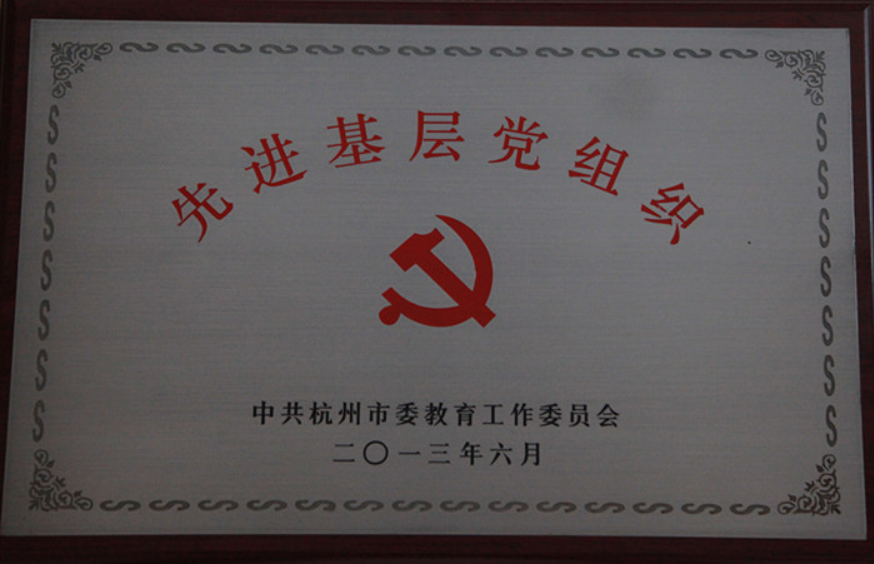 先进基层党组织
中共杭州市委教育工作委员会
二〇一三年六月